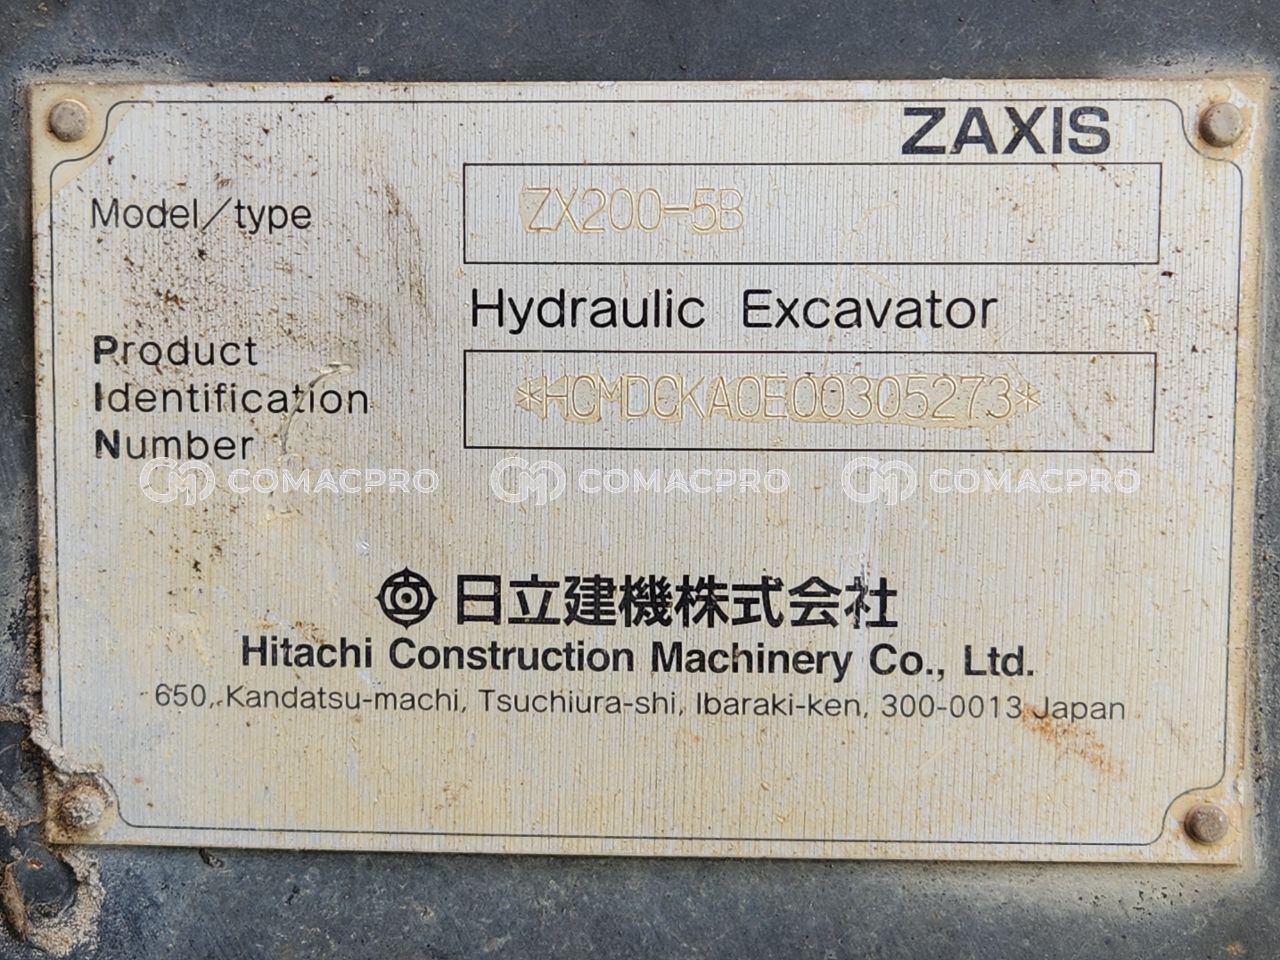 ZAXIS
Model/type
ZX200-5B
Hydraulic Excavator
Product
Identification
Number
*HCMDCKA0E00305273*
COMACPRO COMACPRO COMACPRO
日立建機株式会社
Hitachi Construction Machinery Co., Ltd.
650, Kandatsu-machi, Tsuchiura-shi, Ibaraki-ken, 300-0013 Japan